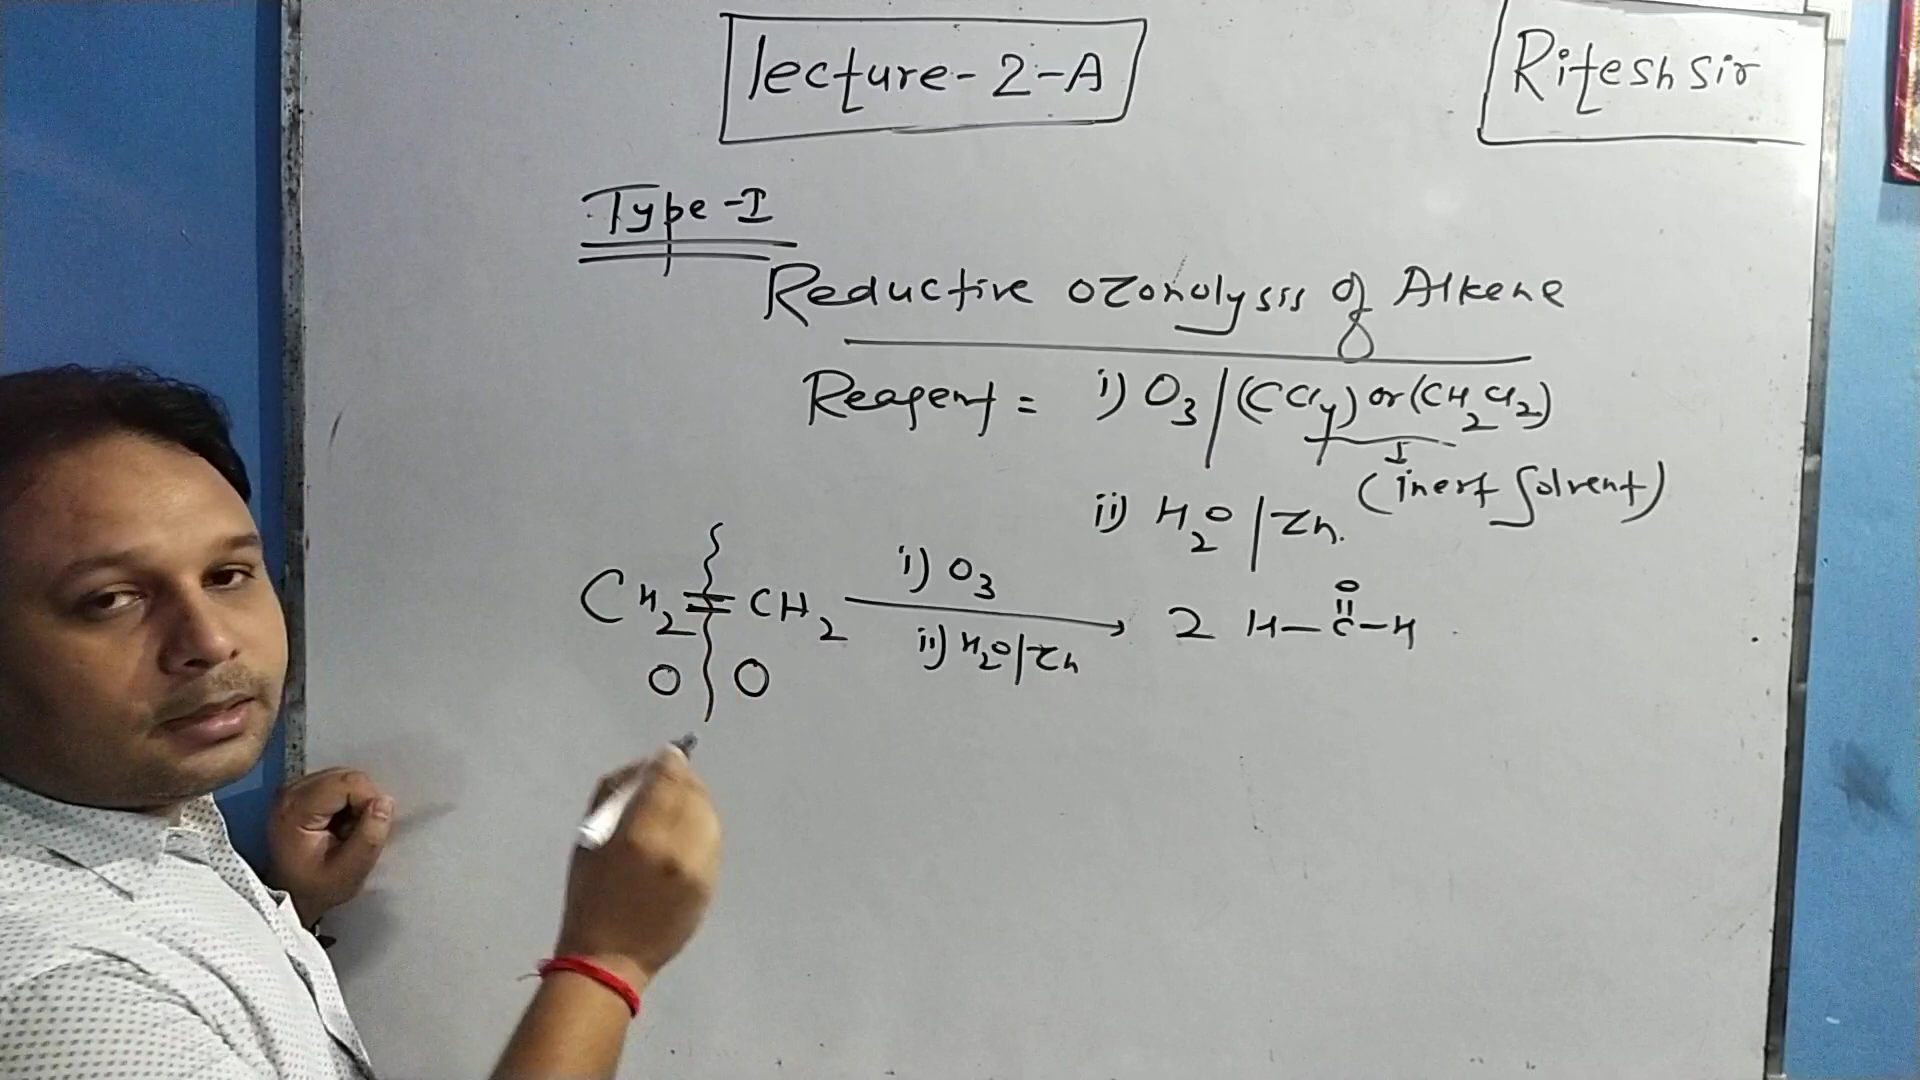 lecture-2-A
Ritesh sir
Type-I
Reductive ozonolysis of Alkene
Reagent = i) O3 | (CCl4) or (CH2Cl2)
(inert solvent)
ii) H2O | Zn.
CH2 = CH2 i) O3 ii) H2O | Zn → 2 H-C-H
O
O O